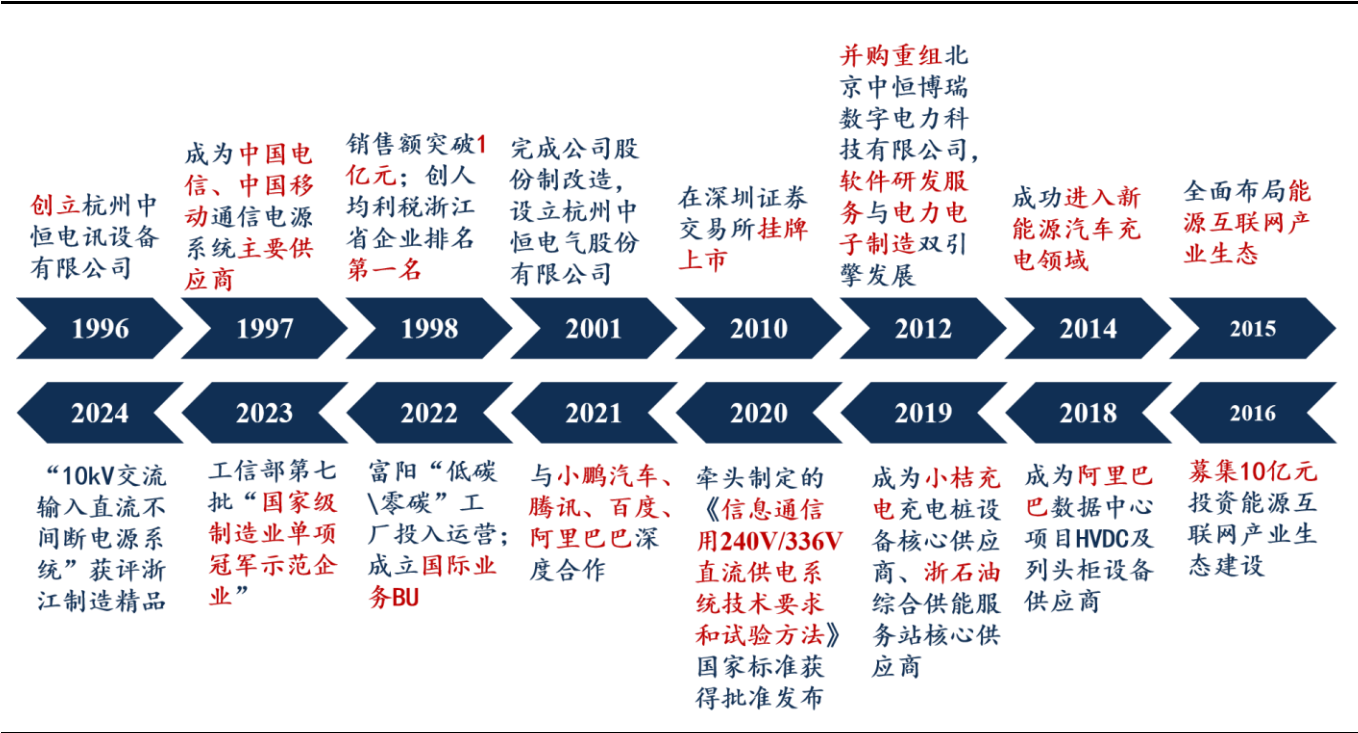 创立杭州中
恒电讯设备
有限公司
成为中国电
信、中国移
动通信电源
系统主要供
应商
销售额突破1
亿元；创人
均利税浙江
省企业排名
第一名
完成公司股
份制改造，
设立杭州中
恒电气股份
有限公司
在深圳证券
交易所挂牌
上市
并购重组北
京中恒博瑞
数字电力科
技有限公司，
软件研发服
务与电力电
子制造双引
擎发展
成功进入新
能源汽车充
电领域
全面布局能
源互联网产
业生态
1996
1997
1998
2001
2010
2012
2014
2015
2024
2023
2022
2021
2020
2019
2018
2016
“10kV交流
输入直流不
间断电源系
统”获评浙
江制造精品
工信部第七
批“国家级
制造业单项
冠军示范企
业”
富阳“低碳
\零碳”工
厂投入运营；
成立国际业
务BU
与小鹏汽车、
腾讯、百度、
阿里巴巴深
度合作
牵头制定的
《信息通信
用240V/336V
直流供电系
统技术要求
和试验方法》
国家标准获
得批准发布
成为小桔充
电充电桩设
备核心供应
商、浙石油
综合供能服
务站核心供
应商
成为阿里巴
巴数据中心
项目HVDC及
列头柜设备
供应商
募集10亿元
投资能源互
联网产业生
态建设